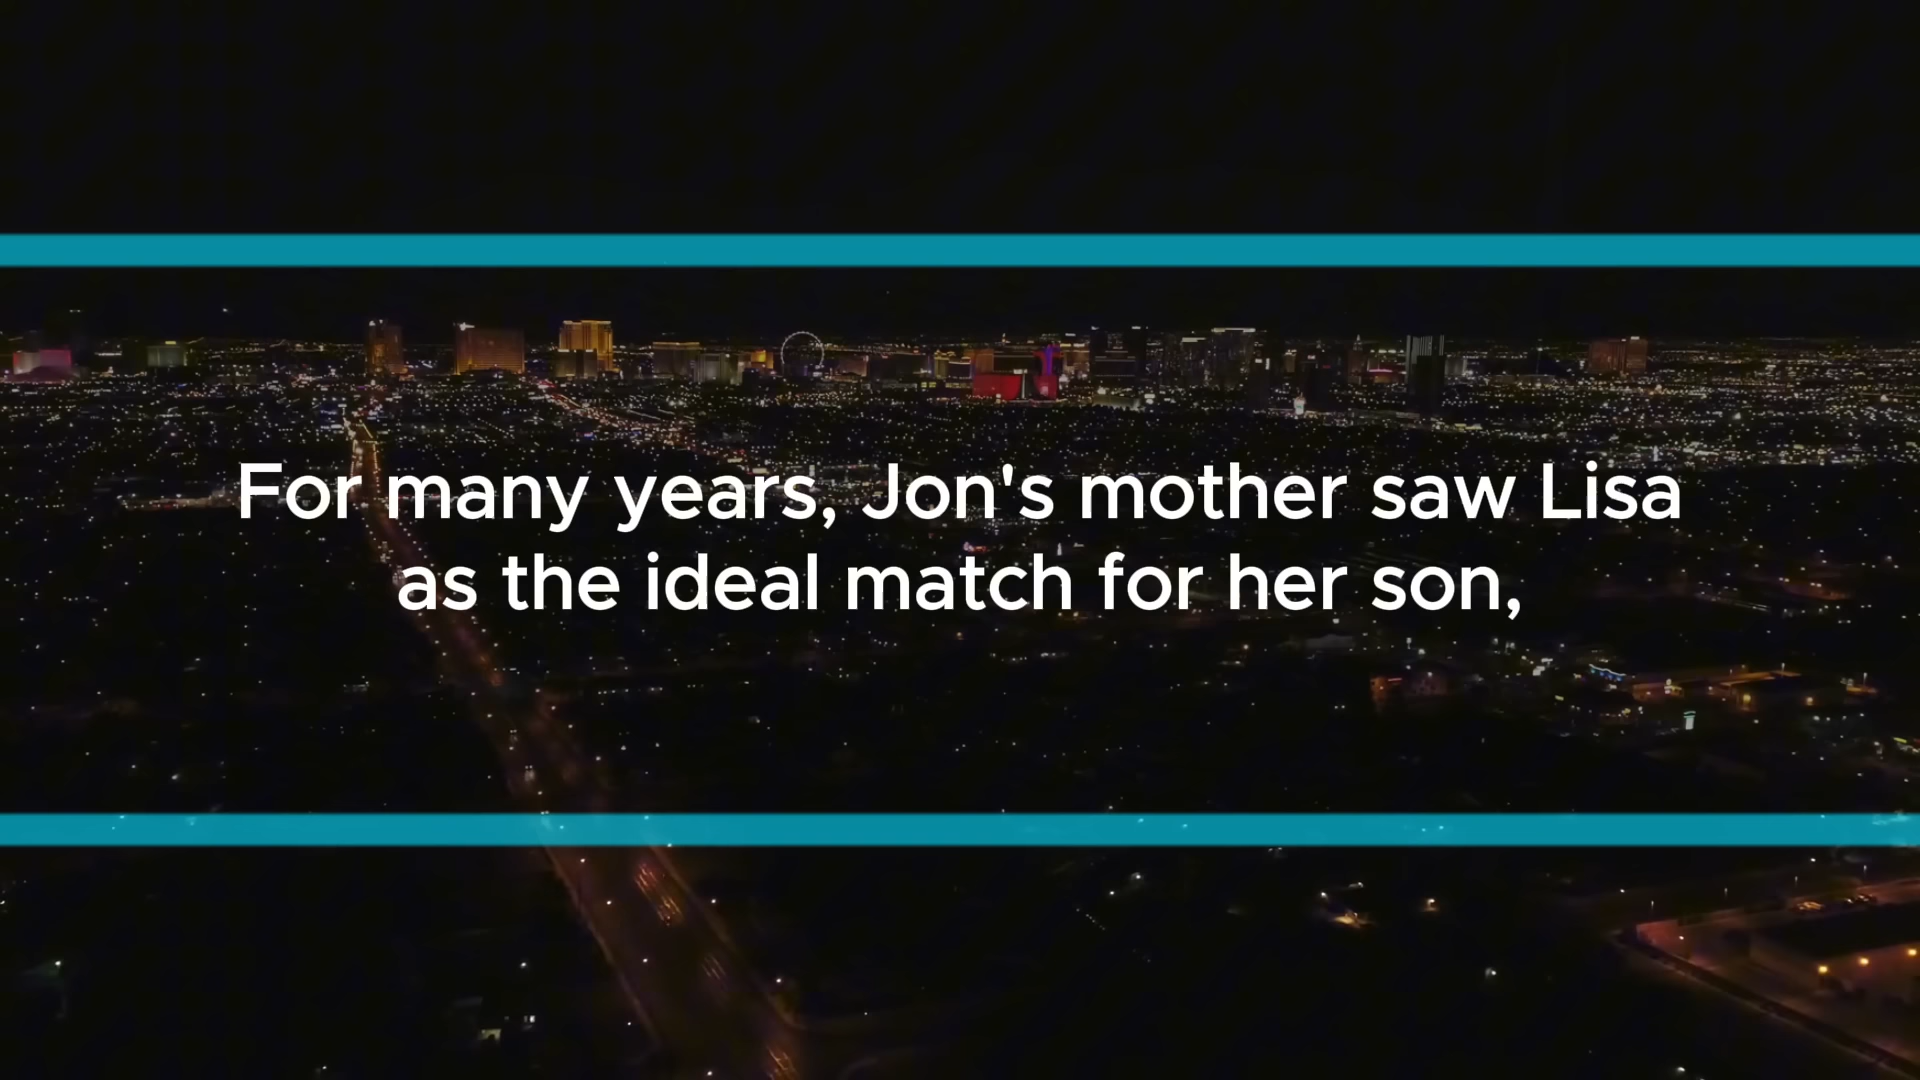 For many years, Jon's mother saw Lisa
as the ideal match for her son,